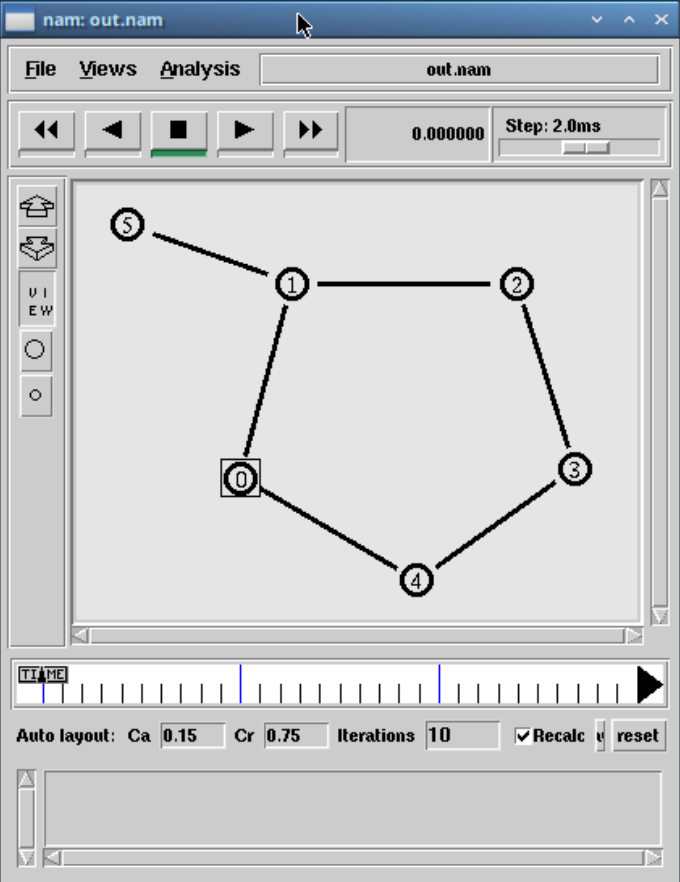 nam: out.nam
File Views Analysis out.nam
0.000000 Step: 2.0ms
5
1 2
V I
E W
0 3
4
TIME
Auto layout: Ca 0.15 Cr 0.75 Iterations 10 Recalc reset